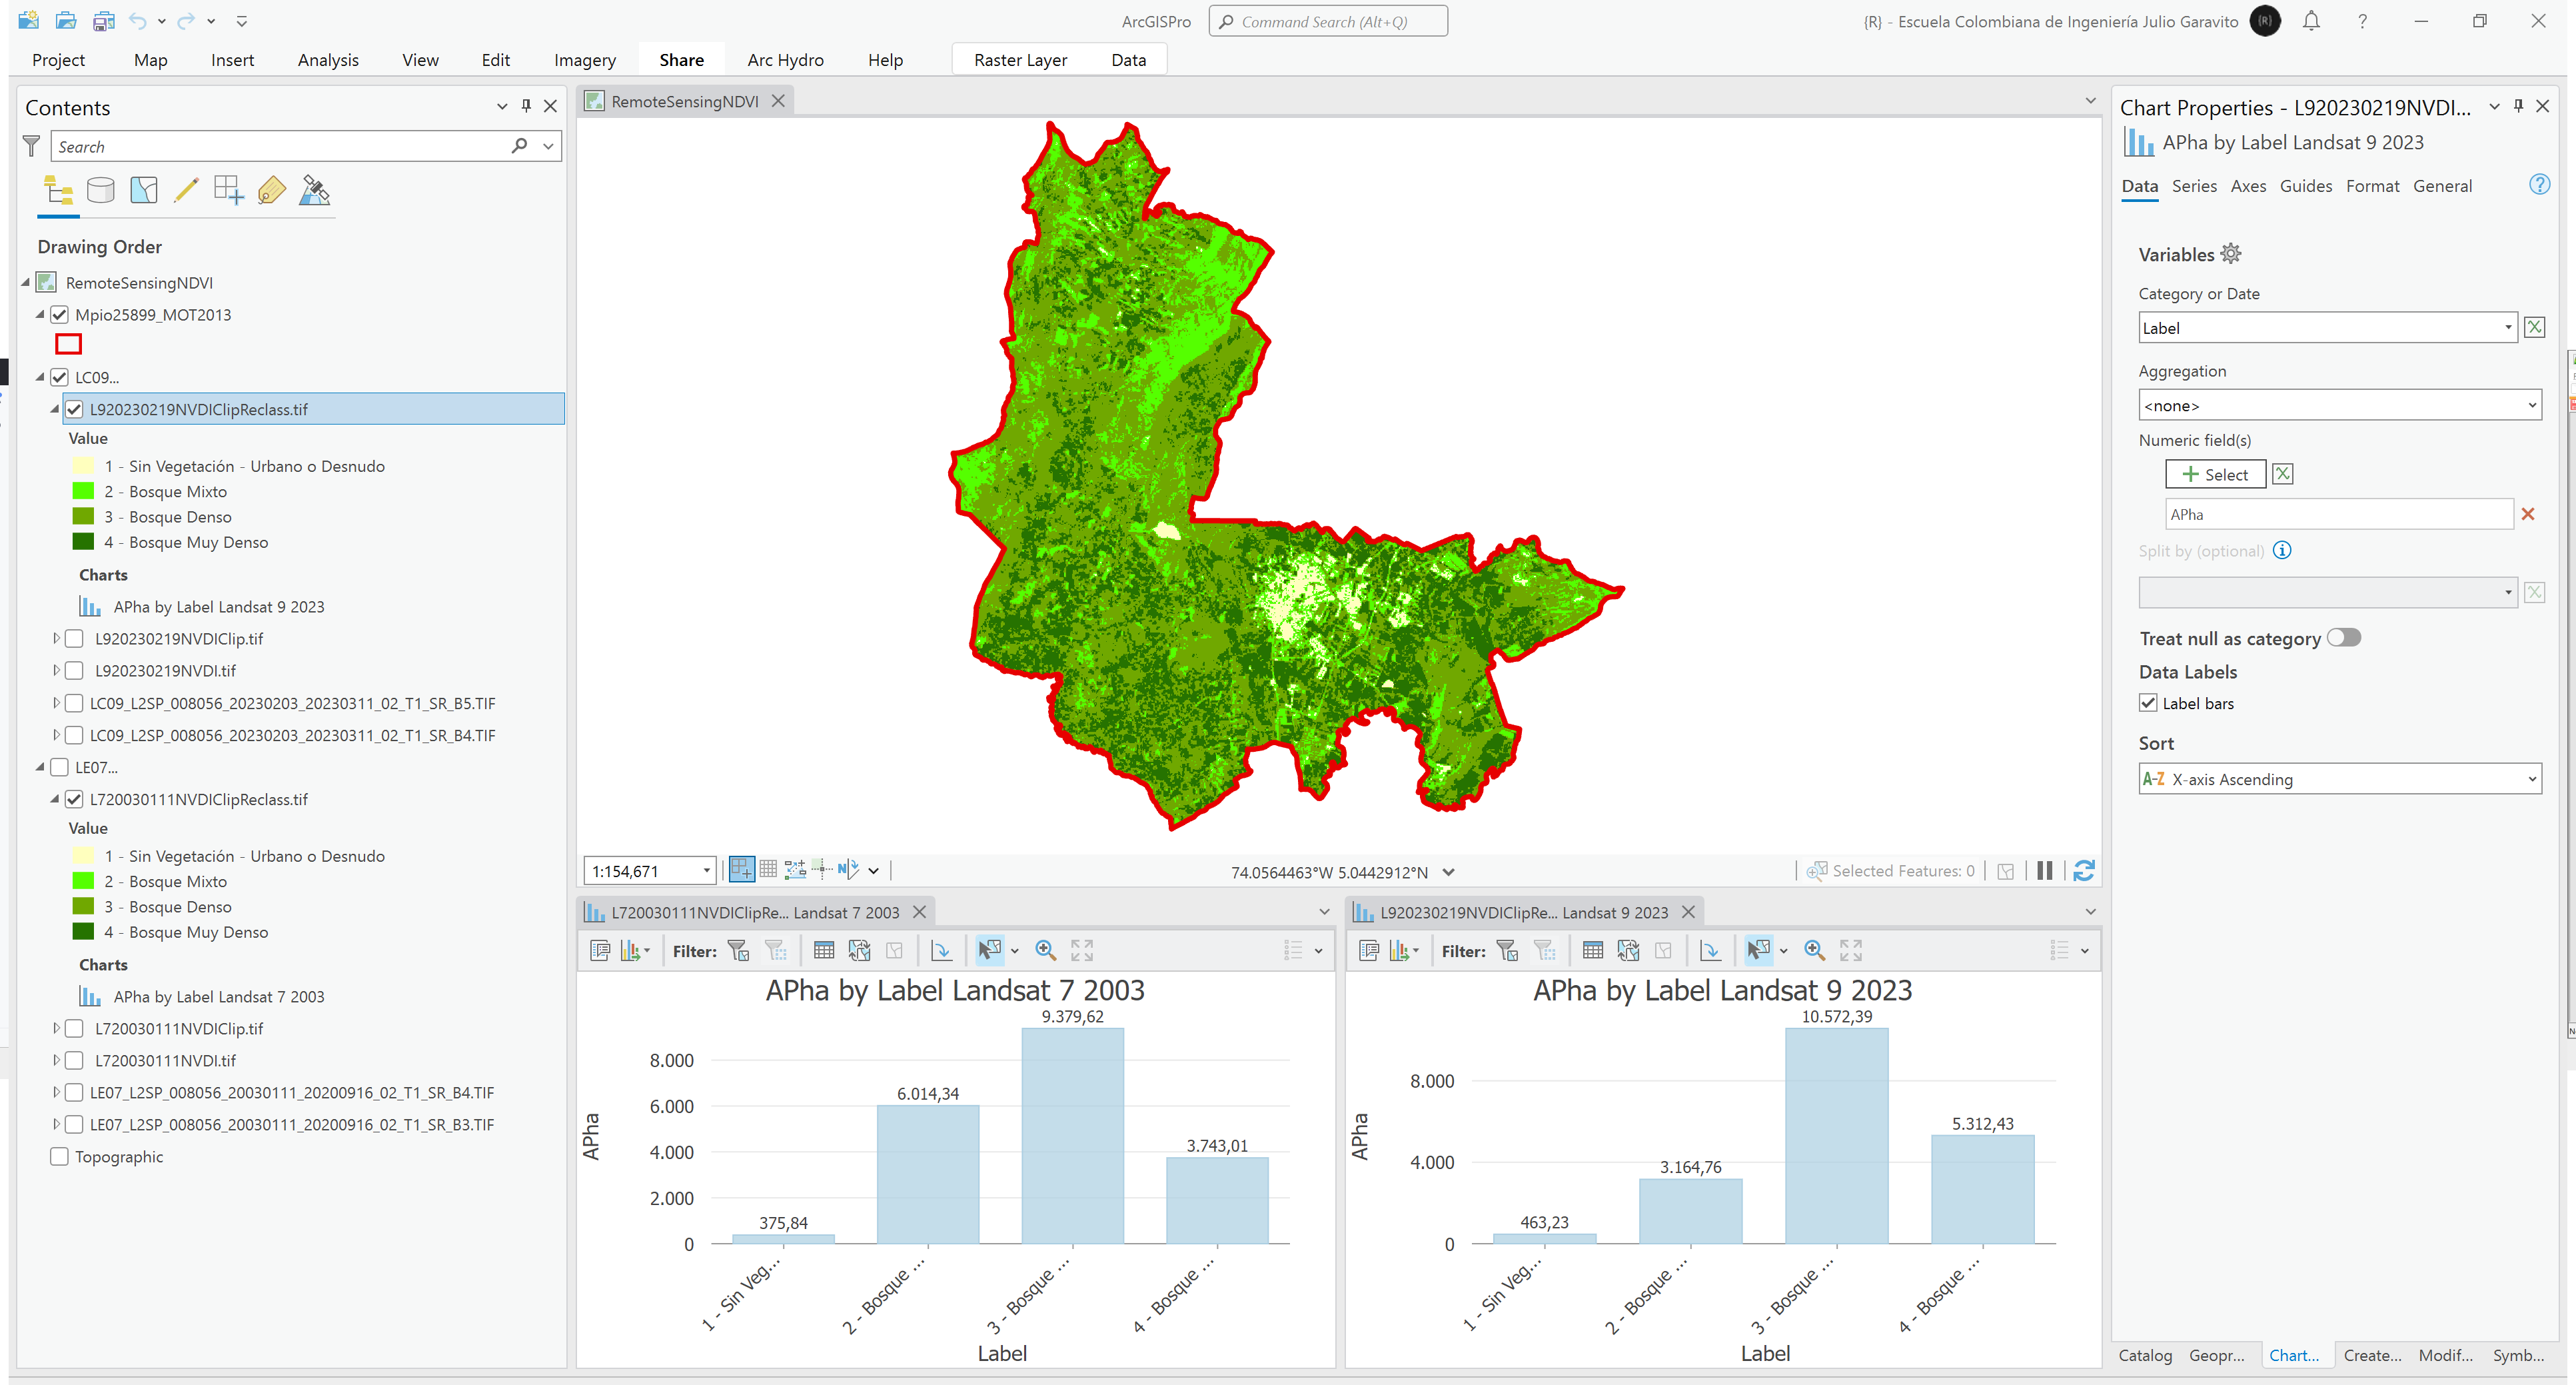 ArcGISPro
Command Search (Alt+Q)
{R} - Escuela Colombiana de Ingeniería Julio Garavito
{R}
Project
Map
Insert
Analysis
View
Edit
Imagery
Share
Arc Hydro
Help
Raster Layer
Data
Contents
Search
Drawing Order
RemoteSensingNDVI
Mpio25899_MOT2013
LC09...
L920230219NVDIClipReclass.tif
Value
1 - Sin Vegetación - Urbano o Desnudo
2 - Bosque Mixto
3 - Bosque Denso
4 - Bosque Muy Denso
Charts
APha by Label Landsat 9 2023
L920230219NVDIClip.tif
L920230219NVDI.tif
LC09_L2SP_008056_20230203_20230311_02_T1_SR_B5.TIF
LC09_L2SP_008056_20230203_20230311_02_T1_SR_B4.TIF
LE07...
L720030111NVDIClipReclass.tif
Value
1 - Sin Vegetación - Urbano o Desnudo
2 - Bosque Mixto
3 - Bosque Denso
4 - Bosque Muy Denso
Charts
APha by Label Landsat 7 2003
L720030111NVDIClip.tif
L720030111NVDI.tif
LE07_L2SP_008056_20030111_20200916_02_T1_SR_B4.TIF
LE07_L2SP_008056_20030111_20200916_02_T1_SR_B3.TIF
Topographic
RemoteSensingNDVI
1:154,671
74.0564463°W 5.0442912°N
Selected Features: 0
L720030111NVDIClipRe... Landsat 7 2003
Filter:
APha by Label Landsat 7 2003
9.379,62
8.000
6.014,34
6.000
3.743,01
4.000
2.000
375,84
0
APha
1 - Sin Veg...
2 - Bosque ...
3 - Bosque ...
4 - Bosque ...
Label
L920230219NVDIClipRe... Landsat 9 2023
Filter:
APha by Label Landsat 9 2023
10.572,39
8.000
5.312,43
4.000
3.164,76
463,23
0
APha
1 - Sin Veg...
2 - Bosque ...
3 - Bosque ...
4 - Bosque ...
Label
Chart Properties - L920230219NVDI...
APha by Label Landsat 9 2023
Data
Series
Axes
Guides
Format
General
Variables
Category or Date
Label
Aggregation
<none>
Numeric field(s)
Select
APha
Split by (optional)
Treat null as category
Data Labels
Label bars
Sort
A-Z X-axis Ascending
Catalog
Geopr...
Chart...
Create...
Modif...
Symb...